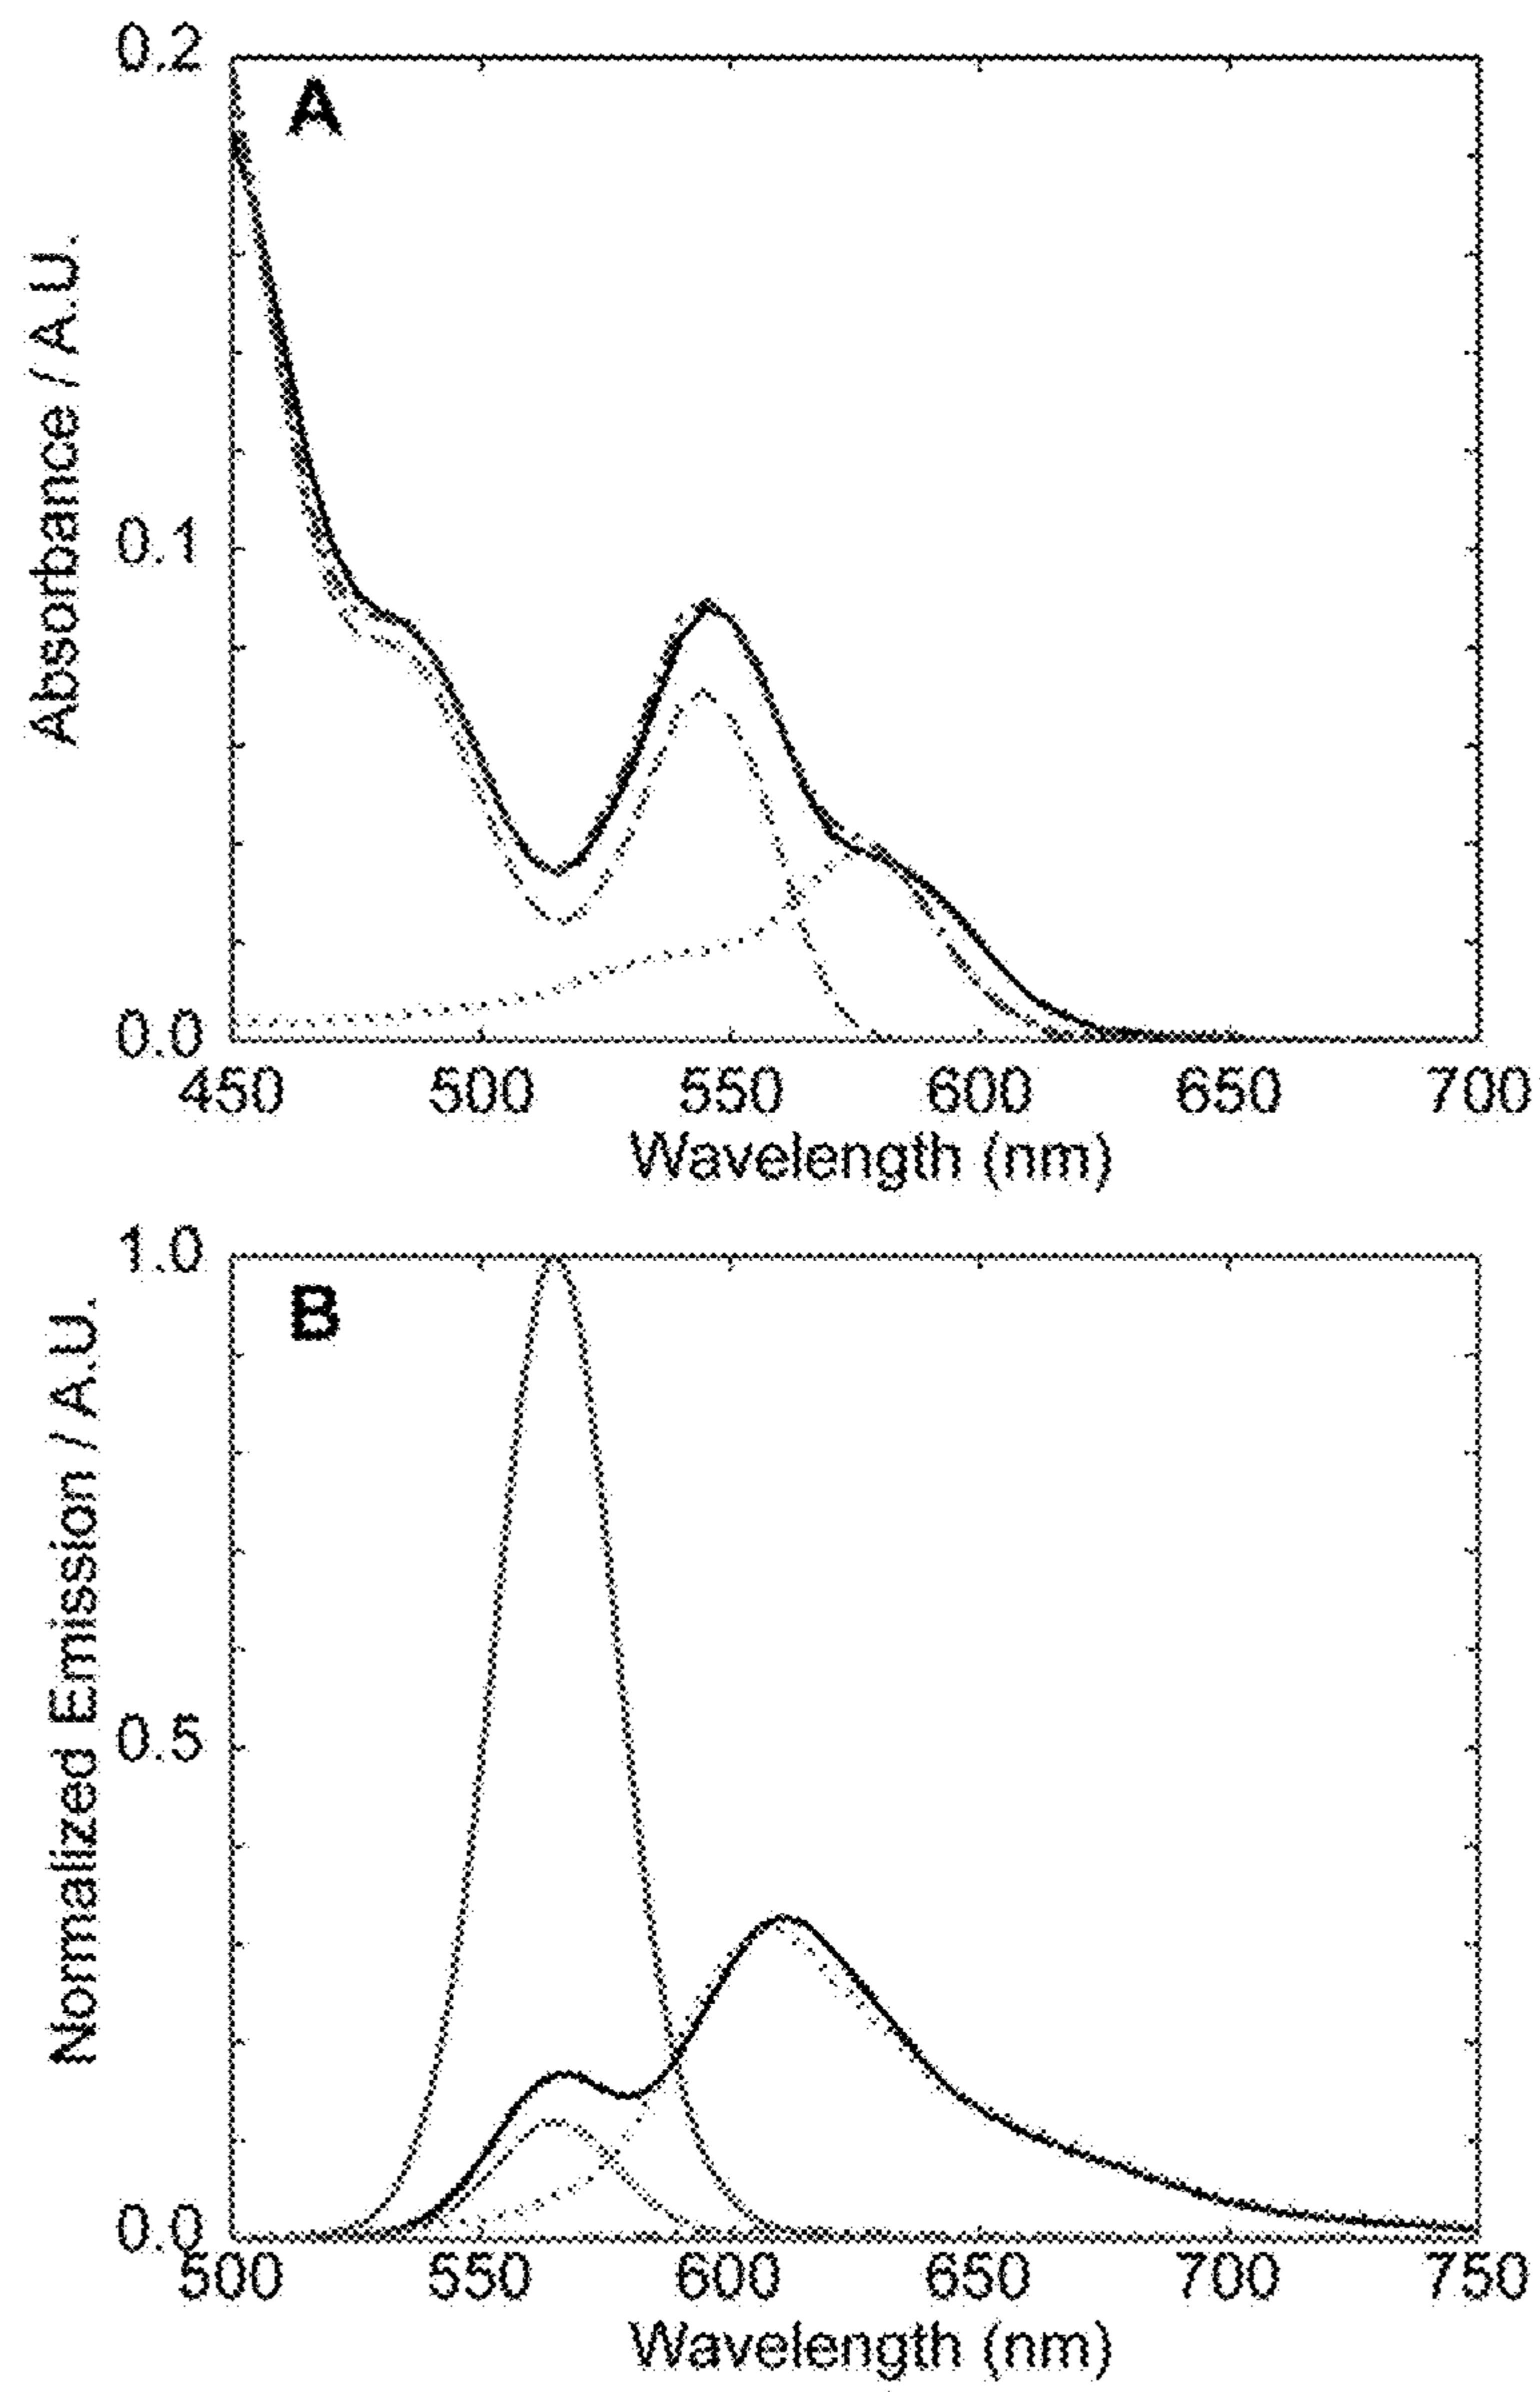 A
0.2
0.1
0.0
Absorbance / A.U.
450 500 550 600 650 700
Wavelength (nm)
B
1.0
0.5
0.0
Normalized Emission / A.U.
500 550 600 650 700 750
Wavelength (nm)